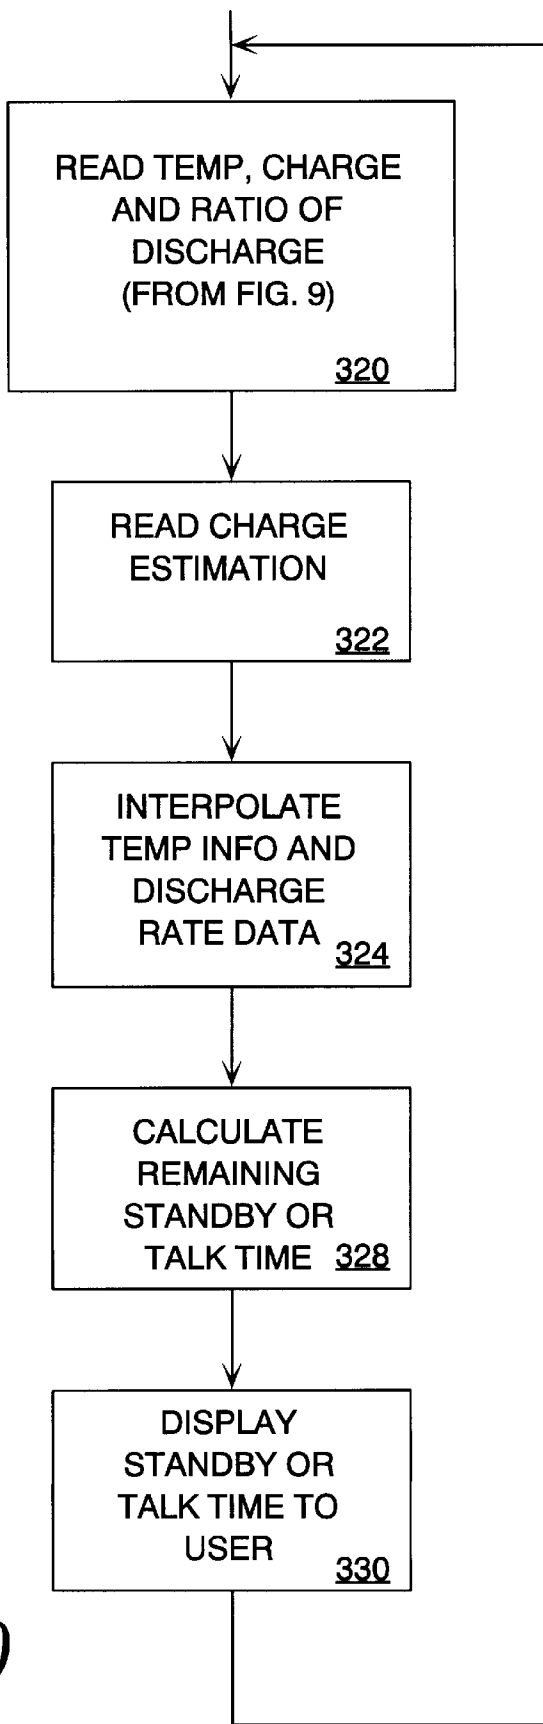 READ TEMP, CHARGE
AND RATIO OF
DISCHARGE
(FROM FIG. 9)
320
READ CHARGE
ESTIMATION
322
INTERPOLATE
TEMP INFO AND
DISCHARGE
RATE DATA
324
CALCULATE
REMAINING
STANDBY OR
TALK TIME 328
DISPLAY
STANDBY OR
TALK TIME TO
USER
330